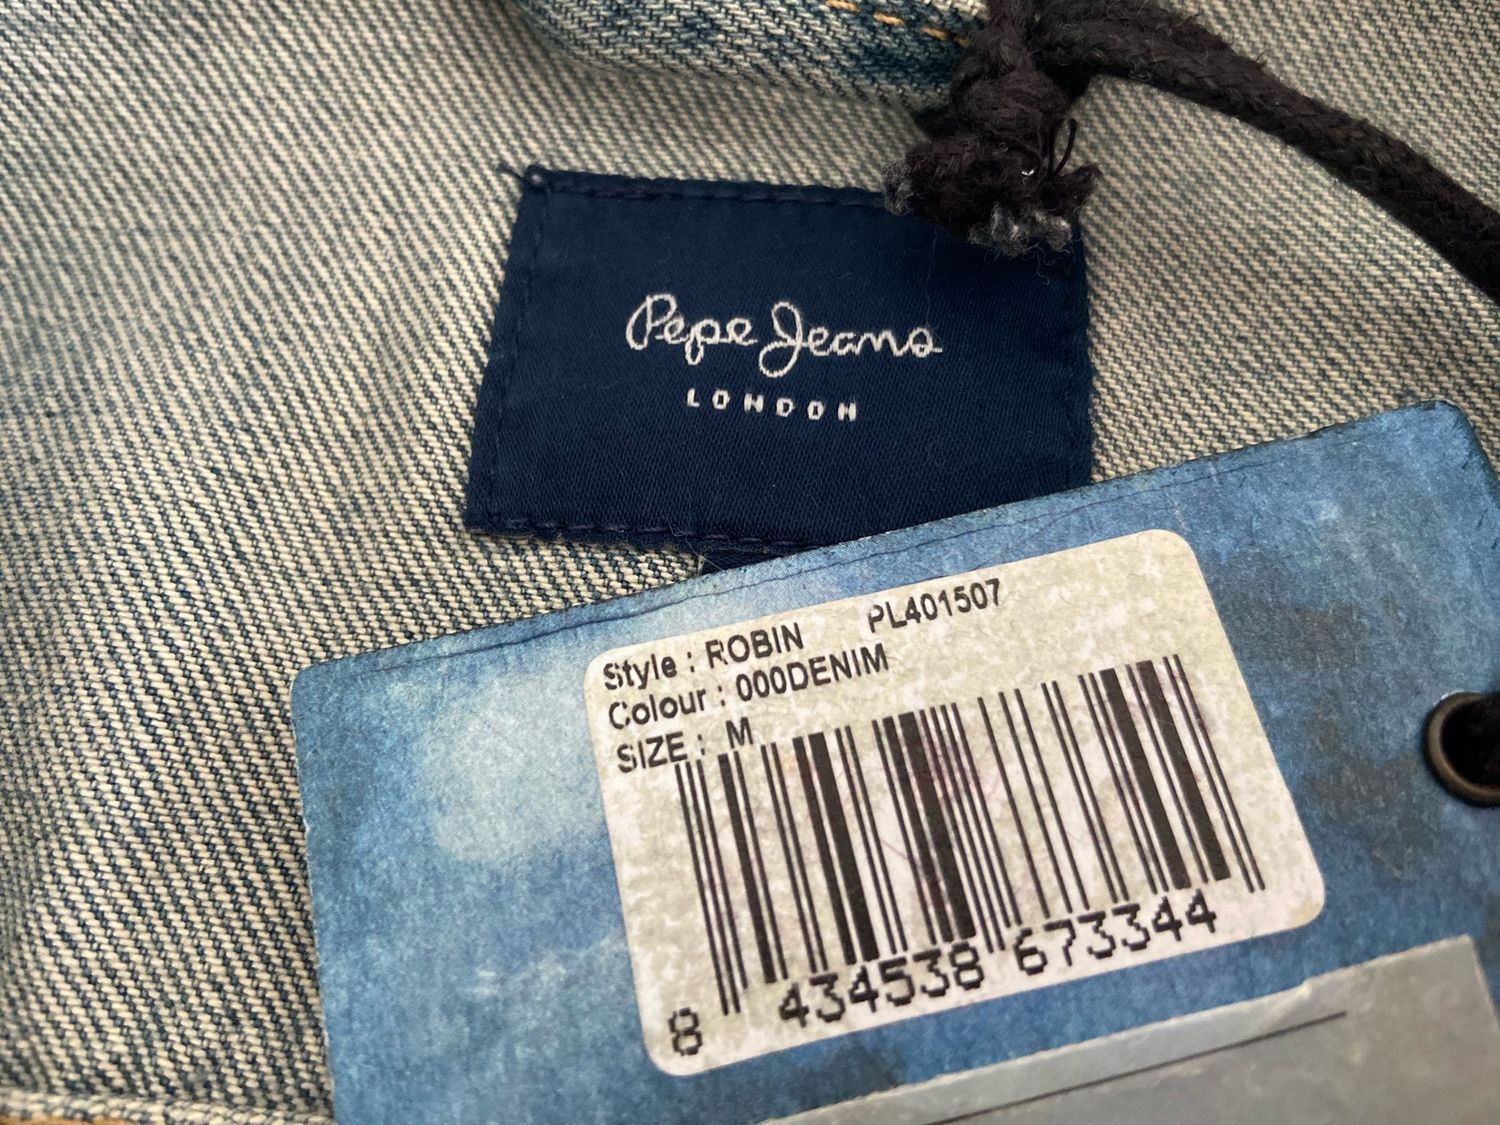 Pepe Jeans
LONDON
Style : ROBIN PL401507
Colour : 000DENIM
SIZE : M
8 434538 673344